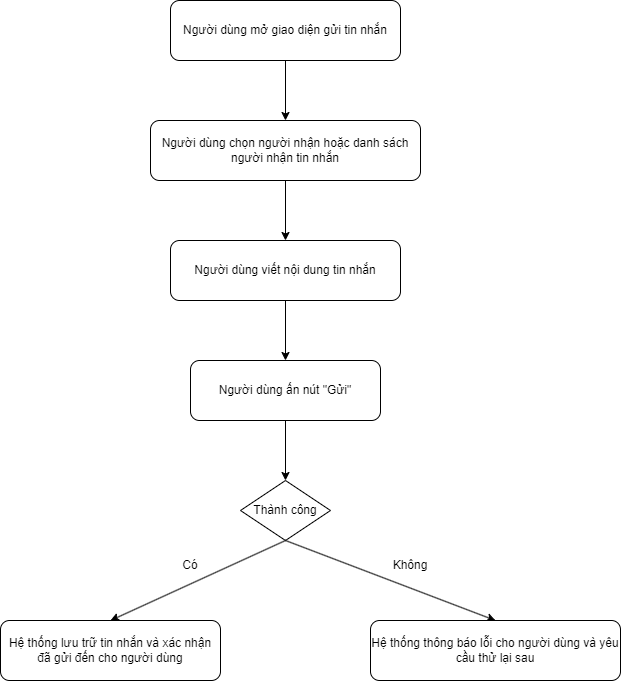 Người dùng mở giao diện gửi tin nhắn
Người dùng chọn người nhận hoặc danh sách
người nhận tin nhắn
Người dùng viết nội dung tin nhắn
Người dùng ấn nút "Gửi"
Thành công
Có
Không
Hệ thống lưu trữ tin nhắn và xác nhận
đã gửi đến cho người dùng
Hệ thống thông báo lỗi cho người dùng và yêu
cầu thử lại sau